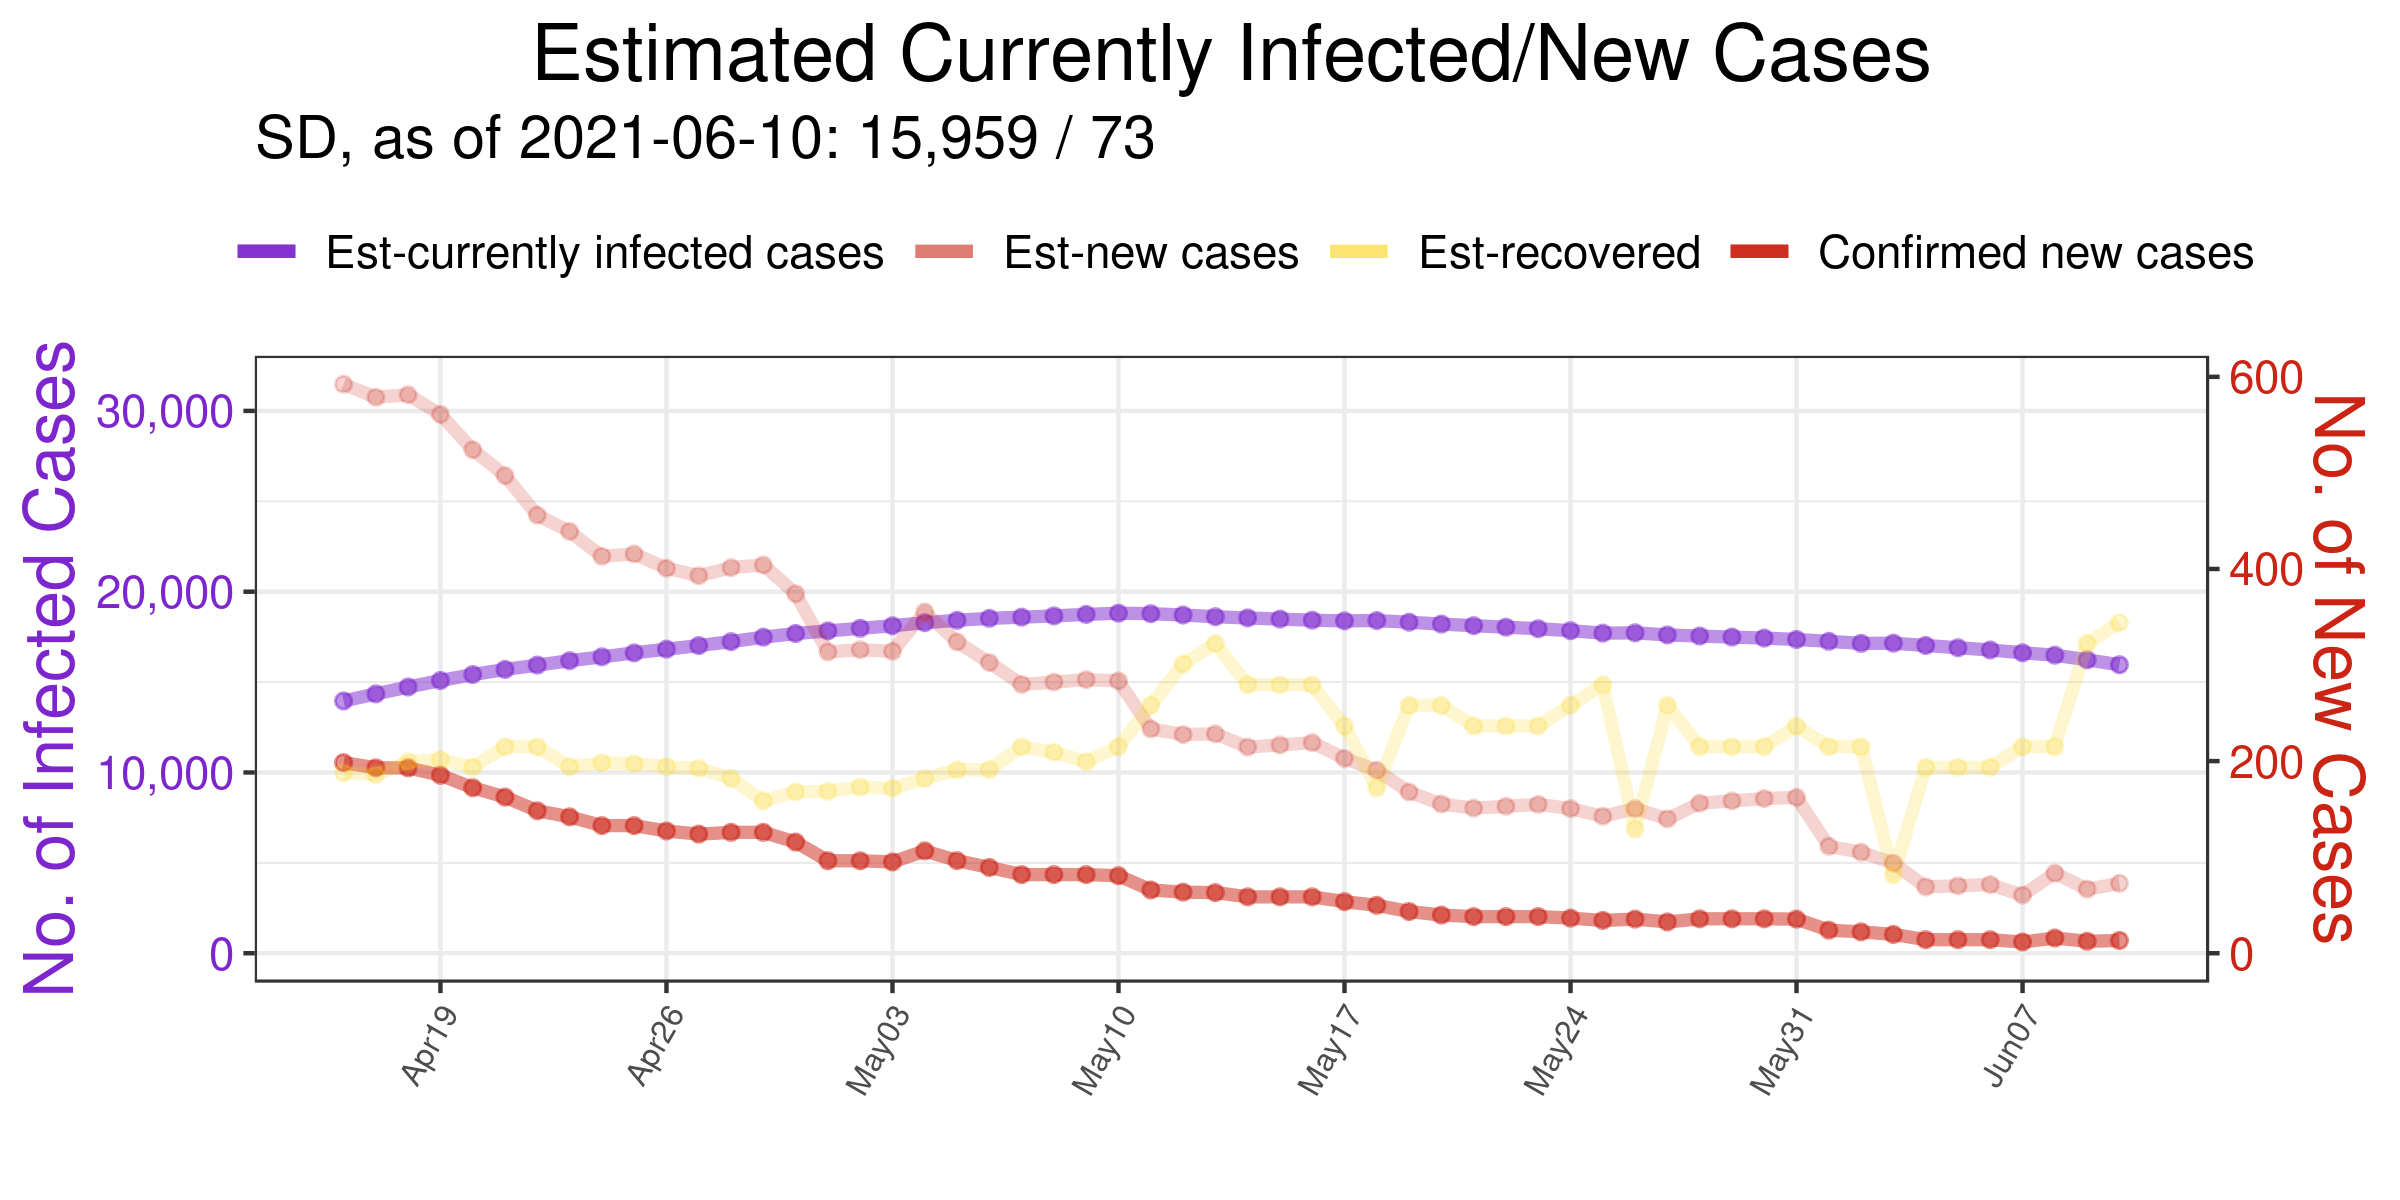 Estimated Currently Infected/New Cases
SD, as of 2021-06-10: 15,959 / 73
Est-currently infected cases Est-new cases Est-recovered Confirmed new cases
No. of Infected Cases
30,000
20,000
10,000
0
600
400
200
0
No. of New Cases
Apr19 Apr26 May03 May10 May17 May24 May31 Jun07